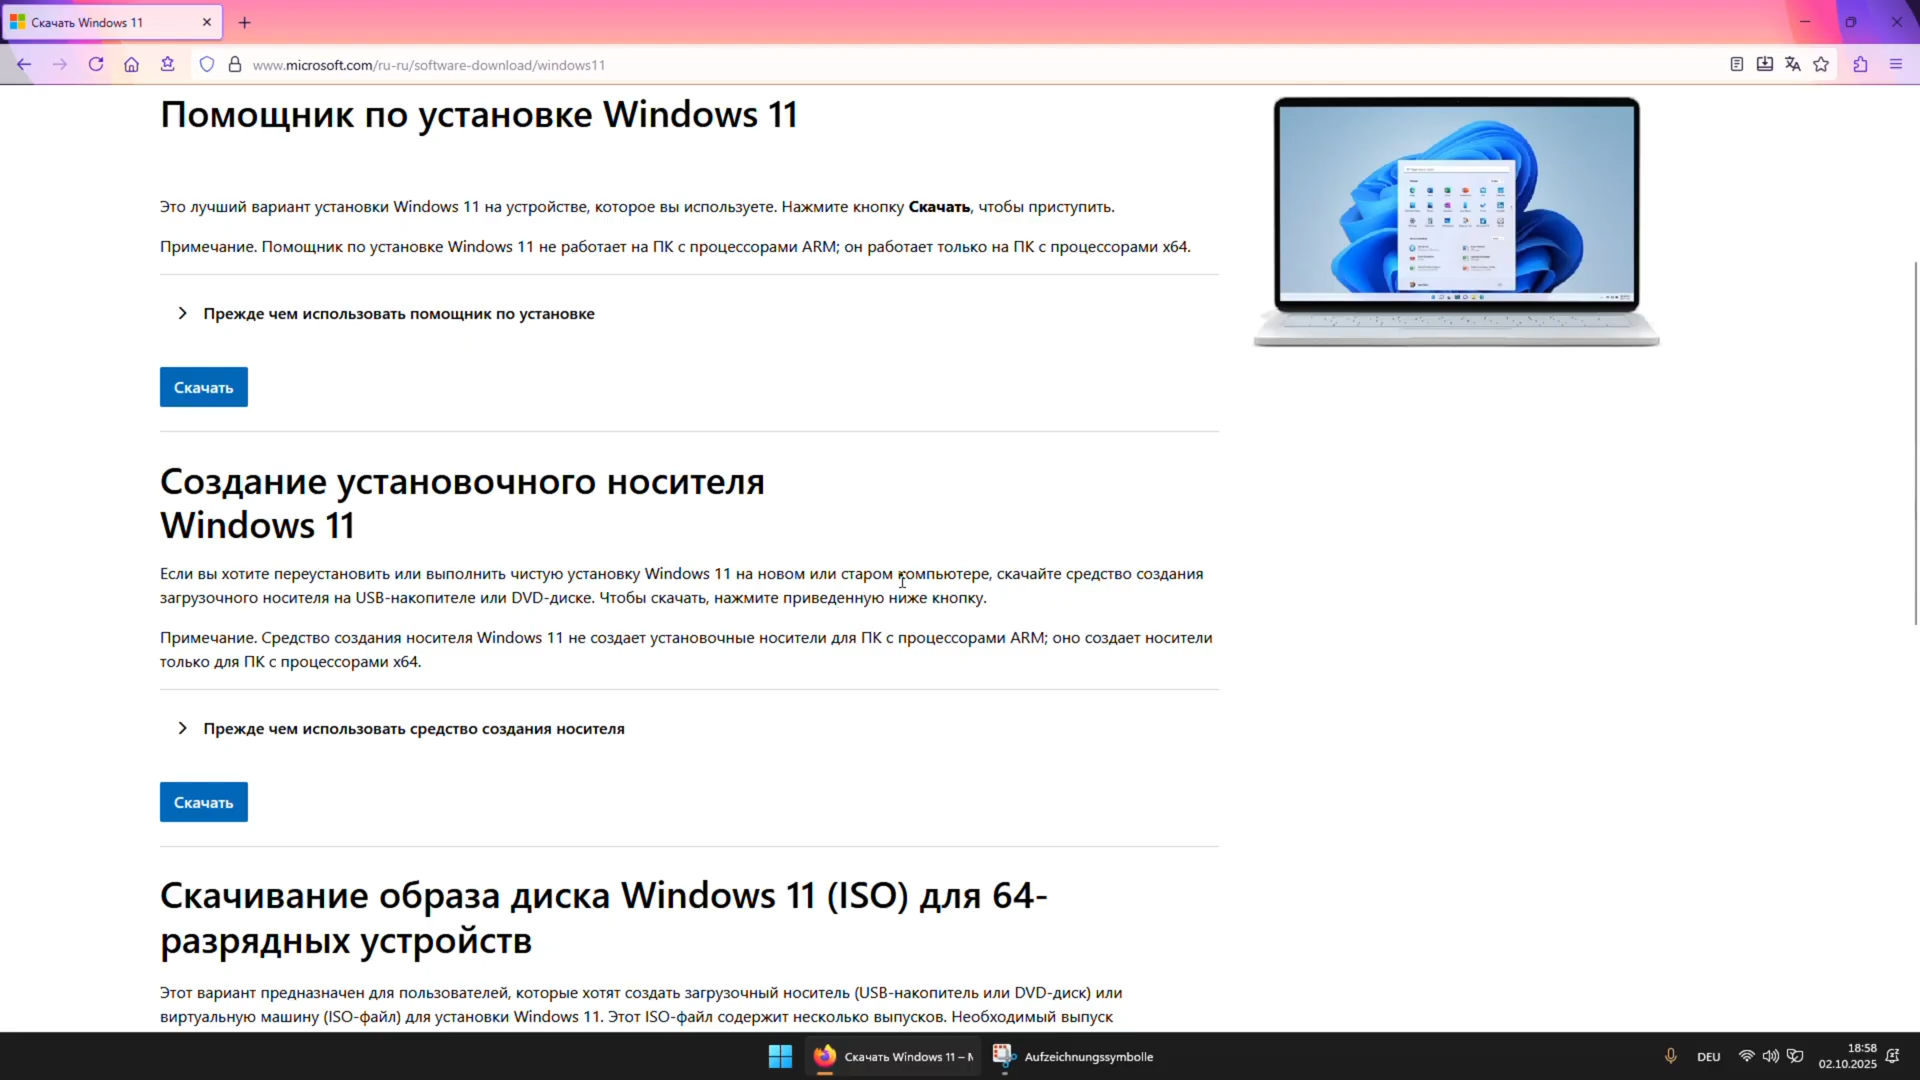 Скачать Windows 11
www.microsoft.com/ru-ru/software-download/windows11
Помощник по установке Windows 11
Это лучший вариант установки Windows 11 на устройстве, которое вы используете. Нажмите кнопку Скачать, чтобы приступить.
Примечание. Помощник по установке Windows 11 не работает на ПК с процессорами ARM; он работает только на ПК с процессорами x64.
Прежде чем использовать помощник по установке
Скачать
Создание установочного носителя
Windows 11
Если вы хотите переустановить или выполнить чистую установку Windows 11 на новом или старом компьютере, скачайте средство создания
загрузочного носителя на USB-накопителе или DVD-диске. Чтобы скачать, нажмите приведенную ниже кнопку.
Примечание. Средство создания носителя Windows 11 не создает установочные носители для ПК с процессорами ARM; оно создает носители
только для ПК с процессорами x64.
Прежде чем использовать средство создания носителя
Скачать
Скачивание образа диска Windows 11 (ISO) для 64-
разрядных устройств
Этот вариант предназначен для пользователей, которые хотят создать загрузочный носитель (USB-накопитель или DVD-диск) или
виртуальную машину (ISO-файл) для установки Windows 11. Этот ISO-файл содержит несколько выпусков. Необходимый выпуск
Скачать Windows 11 –
Aufzeichnungssymbolle
DEU
18:58
02.10.2025